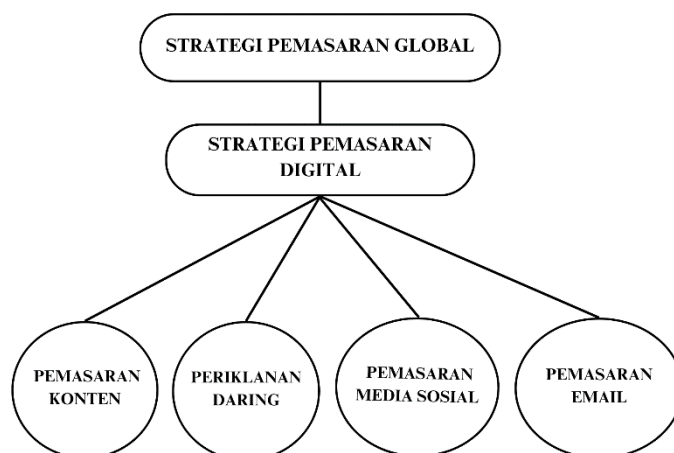 STRATEGI PEMASARAN GLOBAL
STRATEGI PEMASARAN
DIGITAL
PEMASARAN
KONTEN
PERIKLANAN
DARING
PEMASARAN
MEDIA SOSIAL
PEMASARAN
EMAIL